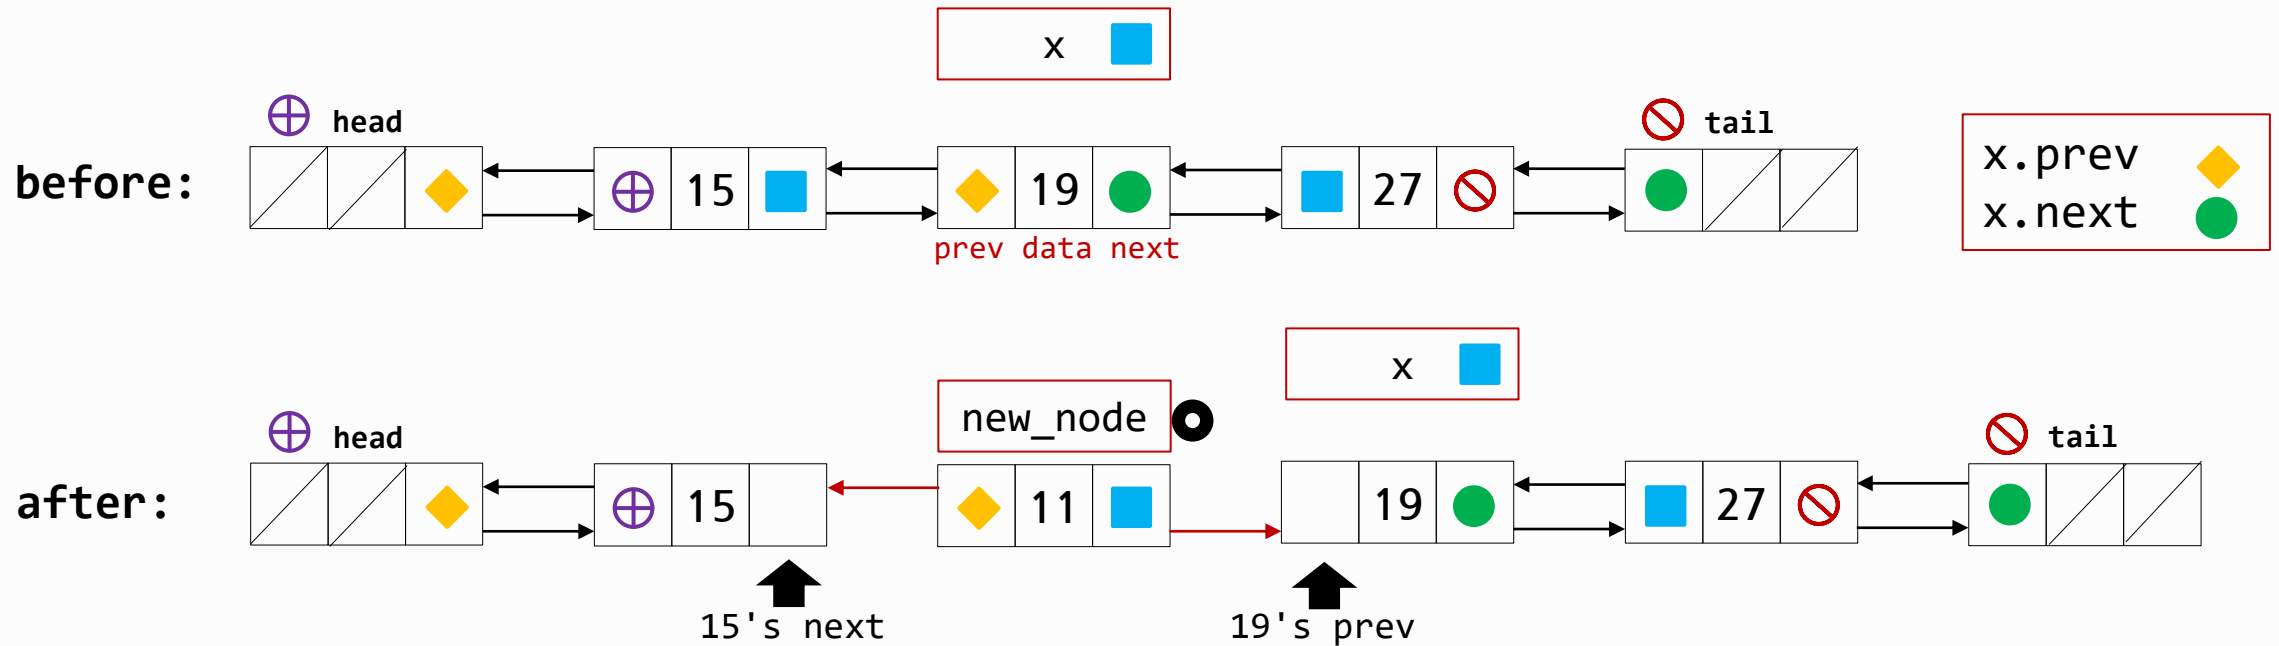 x
head
tail
before:
15
19
27
x.prev
x.next
prev data next
x
new_node
head
tail
after:
15
11
19
27
15's next
19's prev